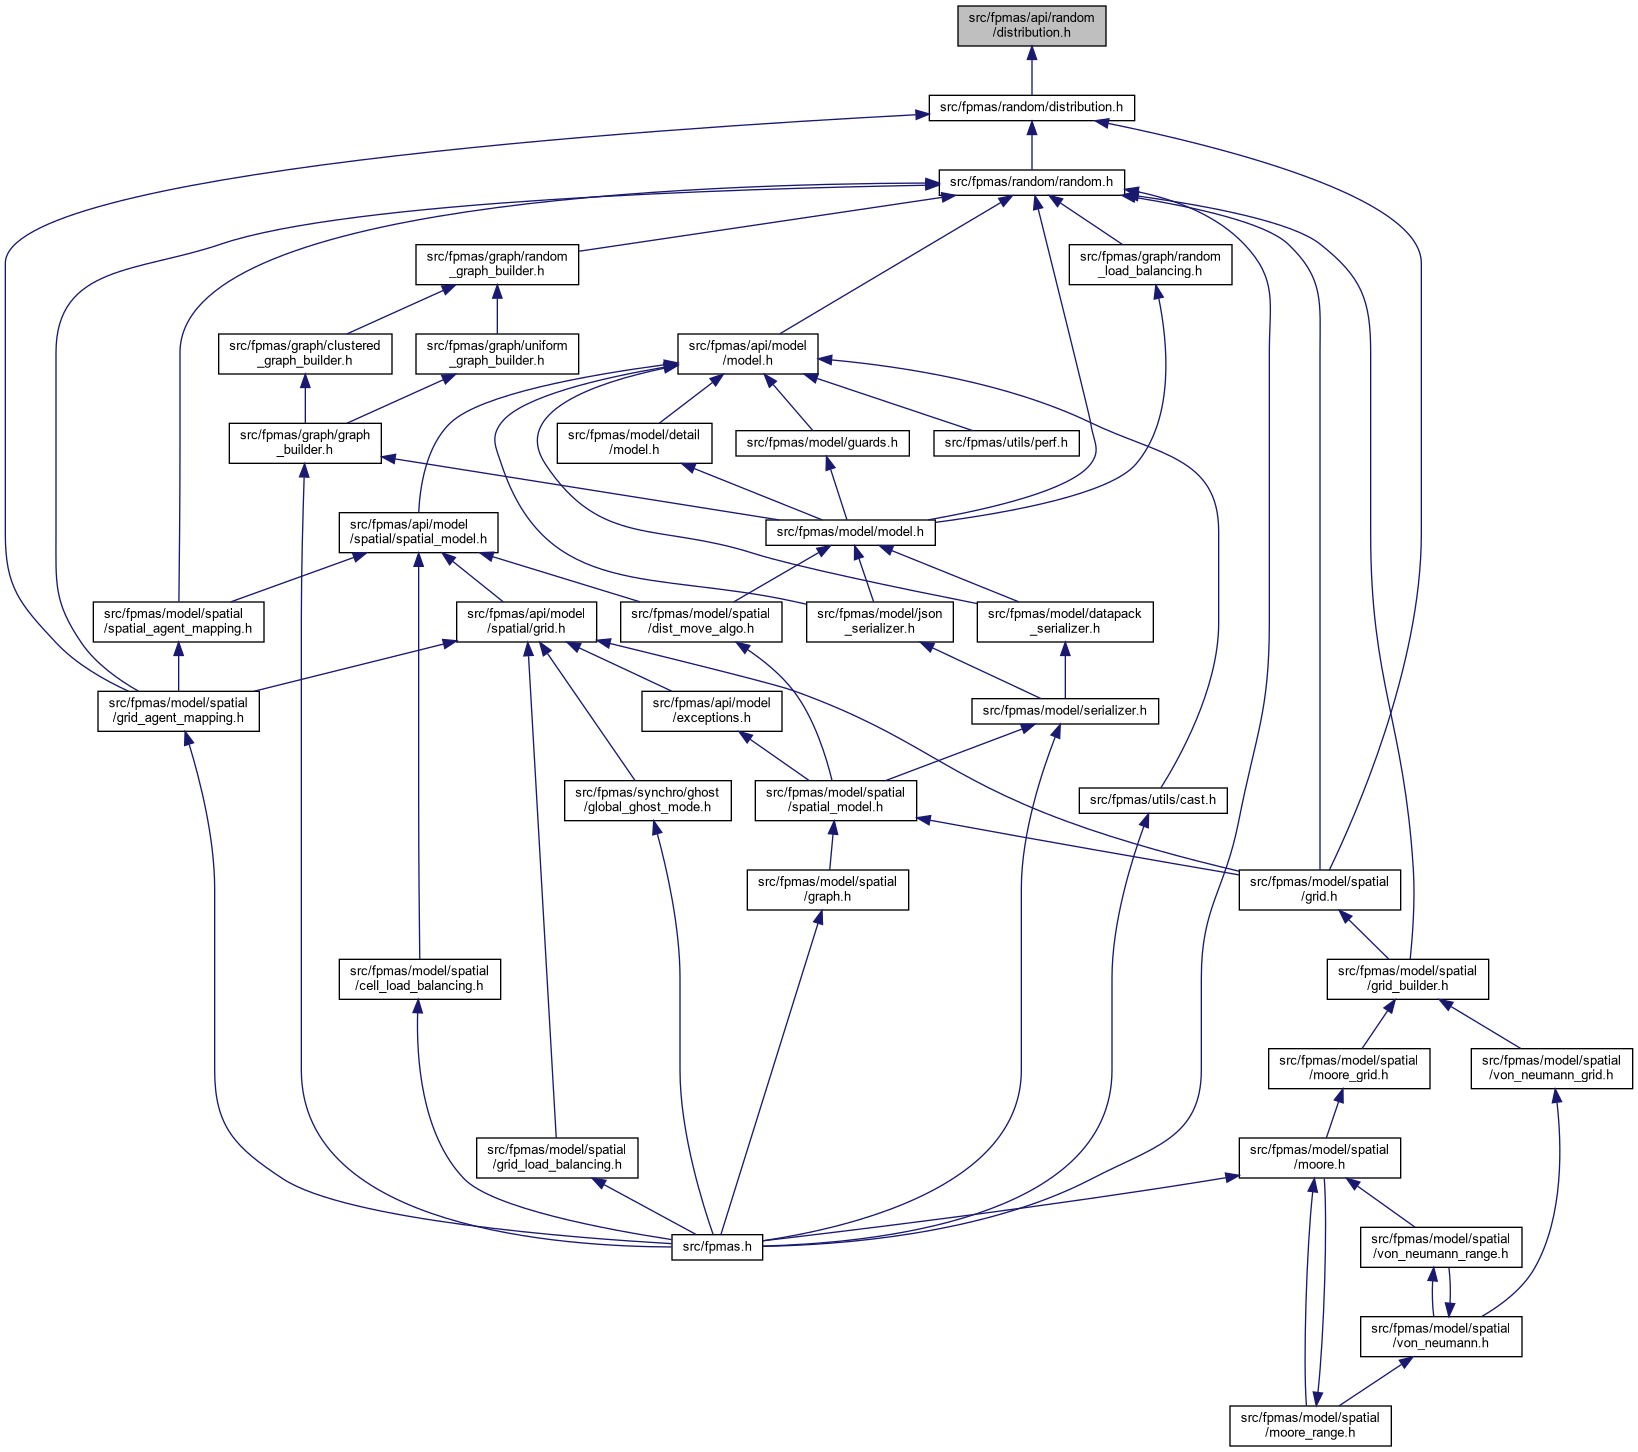 src/fpmas/api/random
/distribution.h
src/fpmas/random/distribution.h
src/fpmas/random/random.h
src/fpmas/graph/random
_graph_builder.h
src/fpmas/graph/random
_load_balancing.h
src/fpmas/graph/clustered
_graph_builder.h
src/fpmas/graph/uniform
_graph_builder.h
src/fpmas/api/model
/model.h
src/fpmas/graph/graph
_builder.h
src/fpmas/model/detail
/model.h
src/fpmas/model/guards.h
src/fpmas/utils/perf.h
src/fpmas/api/model
/spatial/spatial_model.h
src/fpmas/model/model.h
src/fpmas/model/spatial
/spatial_agent_mapping.h
src/fpmas/api/model
/spatial/grid.h
src/fpmas/model/spatial
/dist_move_algo.h
src/fpmas/model/json
_serializer.h
src/fpmas/model/datapack
_serializer.h
src/fpmas/model/spatial
/grid_agent_mapping.h
src/fpmas/api/model
/exceptions.h
src/fpmas/model/serializer.h
src/fpmas/synchro/ghost
/global_ghost_mode.h
src/fpmas/model/spatial
/spatial_model.h
src/fpmas/utils/cast.h
src/fpmas/model/spatial
/graph.h
src/fpmas/model/spatial
/grid.h
src/fpmas/model/spatial
/cell_load_balancing.h
src/fpmas/model/spatial
/grid_builder.h
src/fpmas/model/spatial
/moore_grid.h
src/fpmas/model/spatial
/von_neumann_grid.h
src/fpmas/model/spatial
/grid_load_balancing.h
src/fpmas/model/spatial
/moore.h
src/fpmas.h
src/fpmas/model/spatial
/von_neumann_range.h
src/fpmas/model/spatial
/von_neumann.h
src/fpmas/model/spatial
/moore_range.h